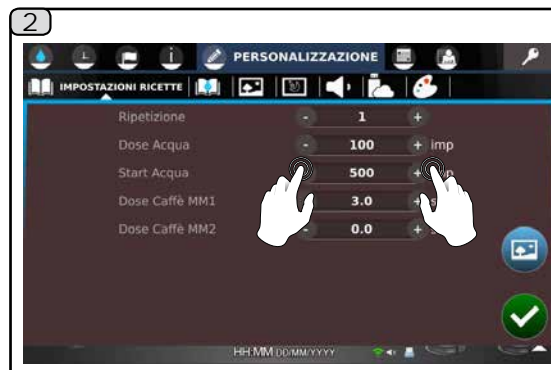 2
PERSONALIZZAZIONE
IMPOSTAZIONI RICETTE
Ripetizione - 1 +
Dose Acqua - 100 + imp
Start Acqua 500 +
Dose Caffè MM1 3.0 +
Dose Caffè MM2 - 0.0 +
HH:MM DD/MM/YYYY